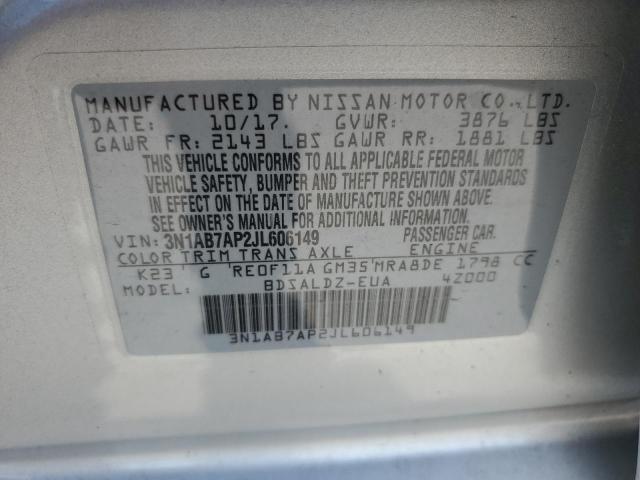 MANUFACTURED BY NISSAN MOTOR CO., LTD.
DATE: 10/17. GVWR: 3876 LBS
GAWR FR: 2143 LBS GAWR RR: 1881 LBS
THIS VEHICLE CONFORMS TO ALL APPLICABLE FEDERAL MOTOR
VEHICLE SAFETY, BUMPER AND THEFT PREVENTION STANDARDS
IN EFFECT ON THE DATE OF MANUFACTURE SHOWN ABOVE.
SEE OWNER'S MANUAL FOR ADDITIONAL INFORMATION.
VIN: 3N1AB7AP2JL606149 PASSENGER CAR.
COLOR TRIM TRANS AXLE ENGINE
K23 G RE0F11A GM35 MRA8DE 1798 CC
MODEL: BDSALDZ-EUA 4Z000
3N1AB7AP2JL606149